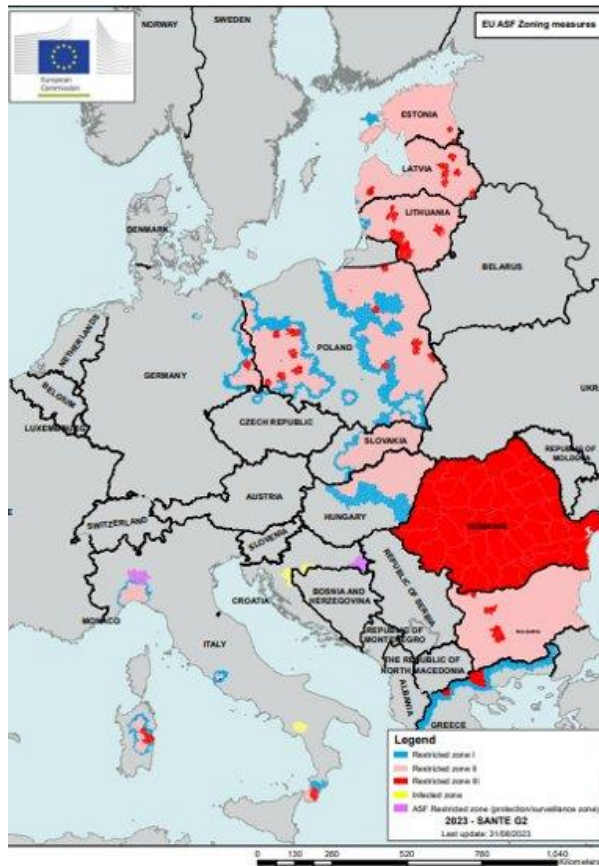 NORWAY
SWEDEN
EU ASF Zoning measures
European
Commission
ESTONIA
LATVIA
LITHUANIA
DENMARK
BELARUS
NETHERLANDS
POLAND
GERMANY
BELGIUM
LUXEMBOURG
UKR
CZECH REPUBLIC
SLOVAKIA
REPUBLIC OF
MOLDOVA
AUSTRIA
HUNGARY
ROMANIA
SWITZERLAND
SLOVENIA
CROATIA
BOSNIA AND
HERZEGOVINA
REPUBLIC OF SERBIA
MONACO
ITALY
REPUBLIC OF
MONTENEGRO
BULGARIA
THE REPUBLIC OF
NORTH MACEDONIA
ALBANIA
GREECE
Legend
Restricted zone I
Restricted zone II
Restricted zone III
Infected zone
ASF Restricted zone (protection/surveillance zone)
2023 - SANTE G2
Last update: 31/08/2023
0 130 260 520 780 1,040
Kilometers